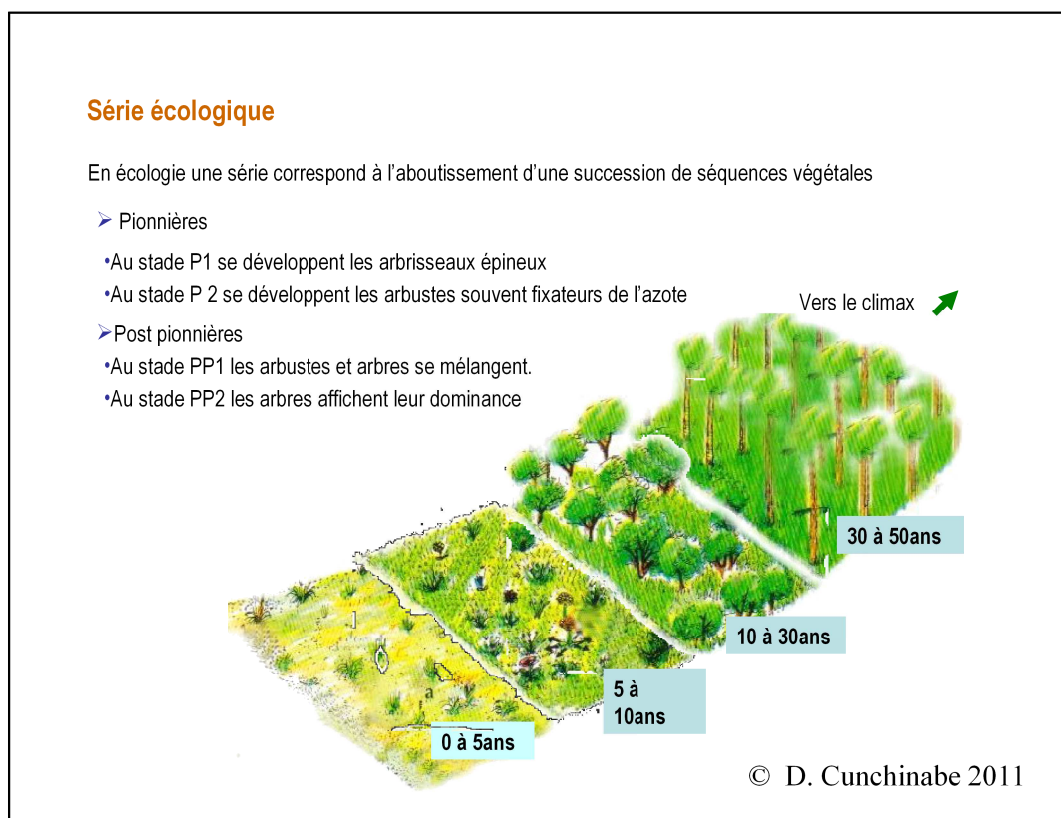 Série écologique
En écologie une série correspond à l'aboutissement d'une succession de séquences végétales
➢ Pionnières
•Au stade P1 se développent les arbrisseaux épineux
•Au stade P 2 se développent les arbustes souvent fixateurs de l'azote
➢Post pionnières
•Au stade PP1 les arbustes et arbres se mélangent.
•Au stade PP2 les arbres affichent leur dominance
Vers le climax
30 à 50ans
10 à 30ans
5 à
10ans
a
0 à 5ans
© D. Cunchinabe 2011